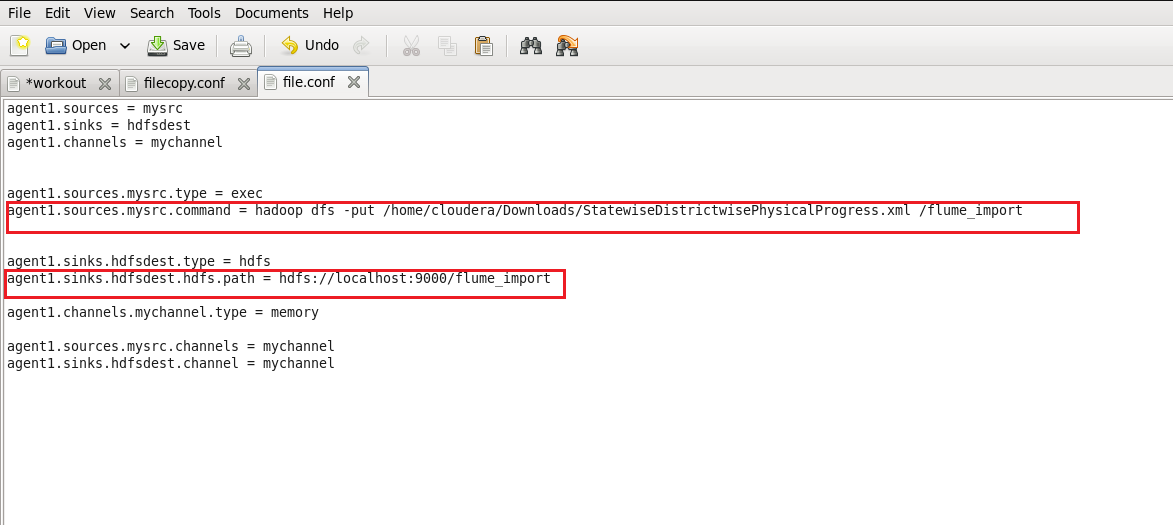 File Edit View Search Tools Documents Help
Open Save Undo
*workout filecopy.conf file.conf
agent1.sources = mysrc
agent1.sinks = hdfsdest
agent1.channels = mychannel
agent1.sources.mysrc.type = exec
agent1.sources.mysrc.command = hadoop dfs -put /home/cloudera/Downloads/StatewiseDistrictwisePhysicalProgress.xml /flume_import
agent1.sinks.hdfsdest.type = hdfs
agent1.sinks.hdfsdest.hdfs.path = hdfs://localhost:9000/flume_import
agent1.channels.mychannel.type = memory
agent1.sources.mysrc.channels = mychannel
agent1.sinks.hdfsdest.channel = mychannel